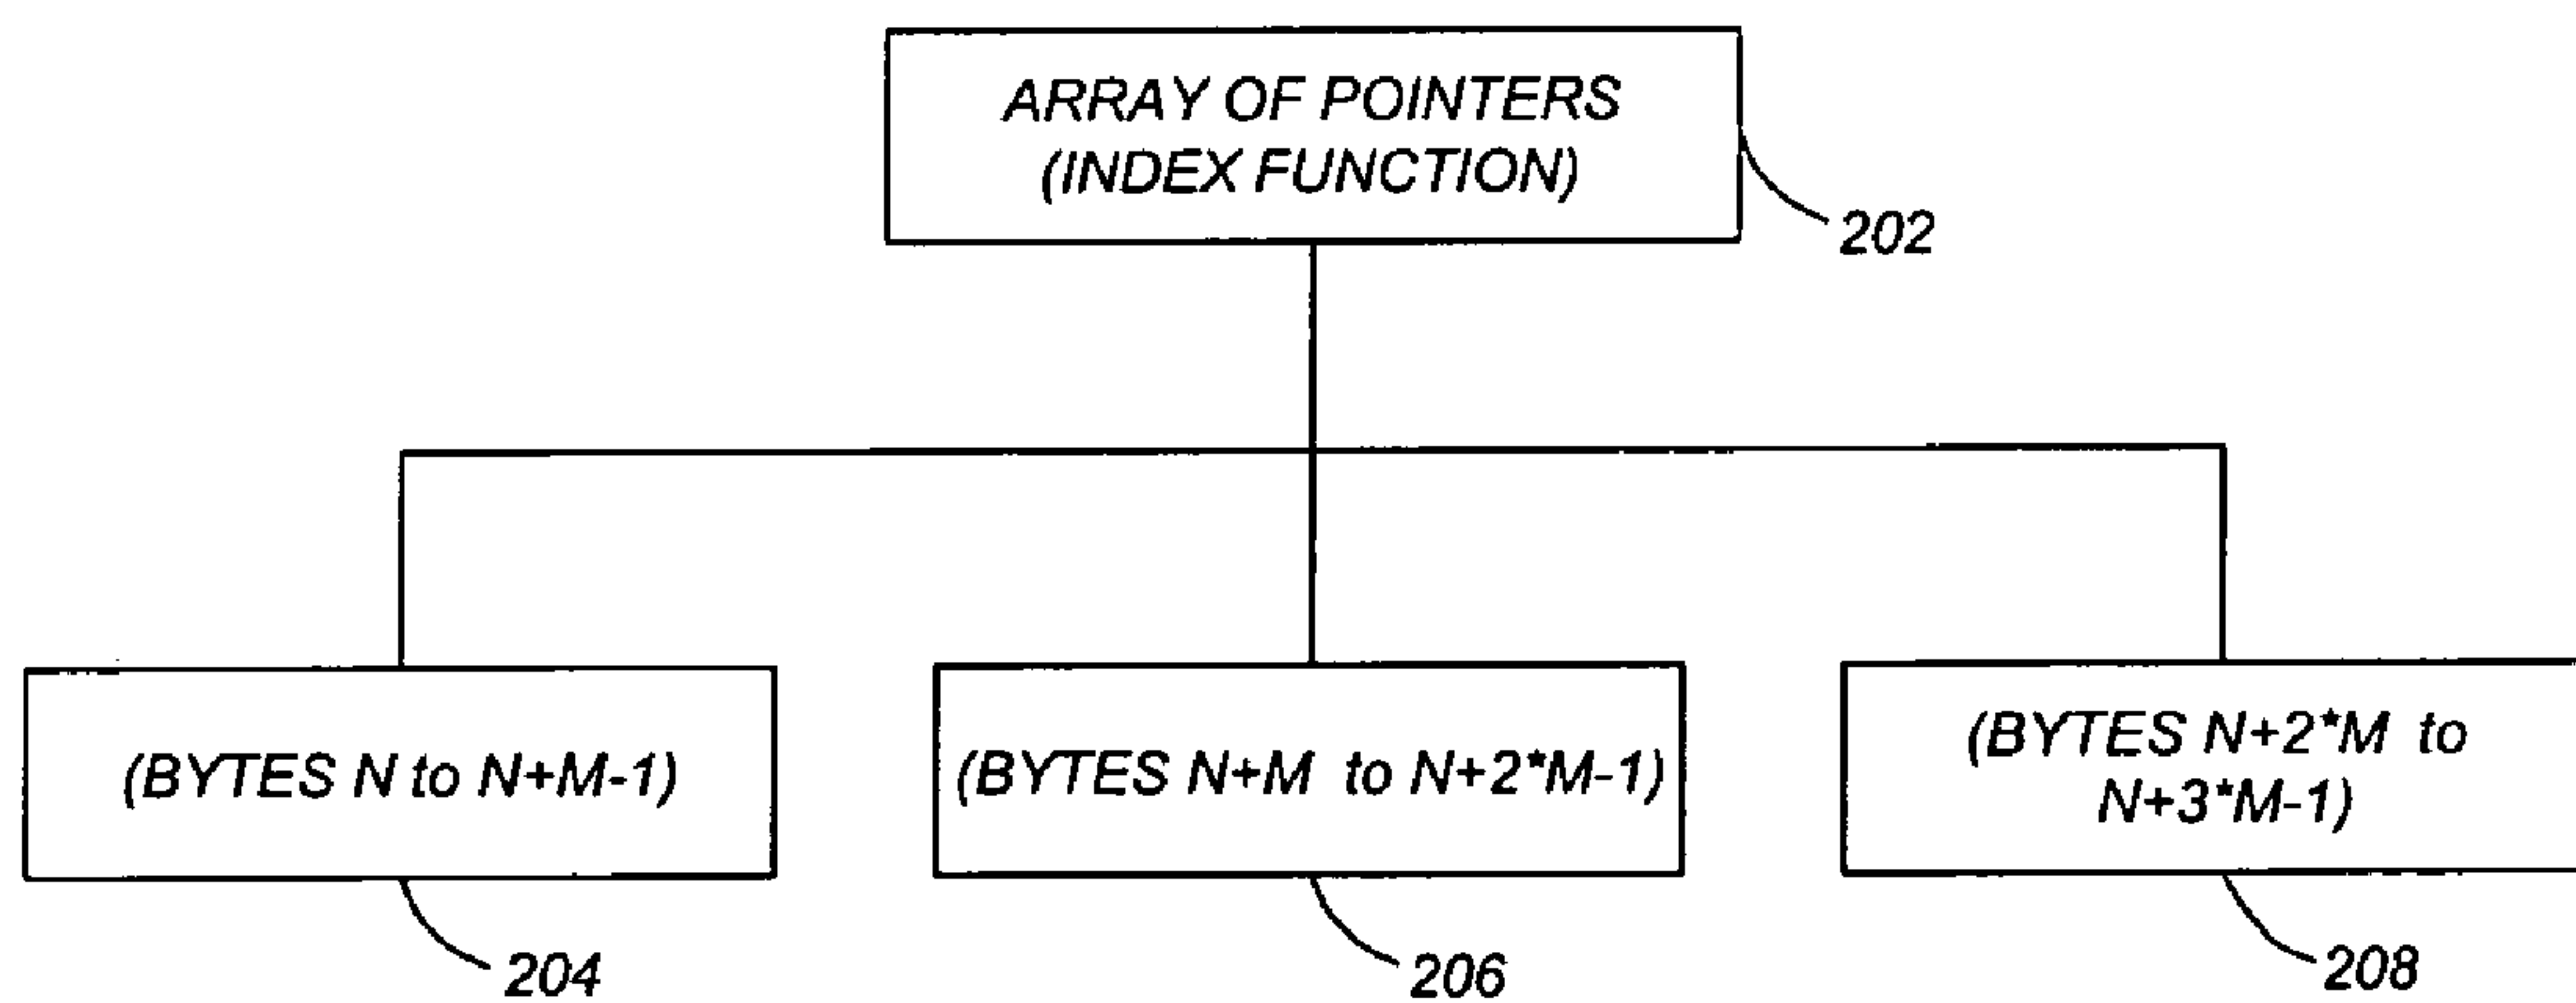 ARRAY OF POINTERS
(INDEX FUNCTION)
202
(BYTES N to N+M-1)
(BYTES N+M to N+2*M-1)
(BYTES N+2*M to
N+3*M-1)
204
206
208